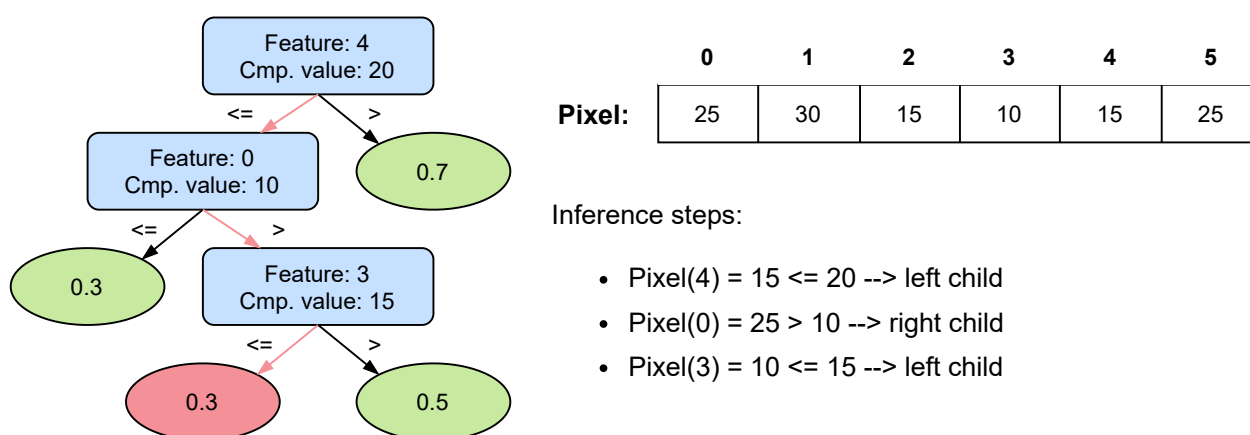 Feature: 4
Cmp. value: 20
<=
>
Feature: 0
Cmp. value: 10
0.7
<=
>
0.3
Feature: 3
Cmp. value: 15
<=
>
0.3
0.5
0 1 2 3 4 5
Pixel: 25 30 15 10 15 25
Inference steps:
• Pixel(4) = 15 <= 20 --> left child
• Pixel(0) = 25 > 10 --> right child
• Pixel(3) = 10 <= 15 --> left child